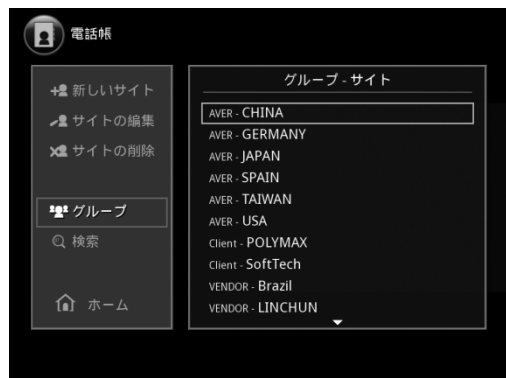 電話帳
新しいサイト
サイトの編集
サイトの削除
グループ
検索
ホーム
グループ - サイト
AVER - CHINA
AVER - GERMANY
AVER - JAPAN
AVER - SPAIN
AVER - TAIWAN
AVER - USA
Client - POLYMAX
Client - SoftTech
VENDOR - Brazil
VENDOR - LINCHUN